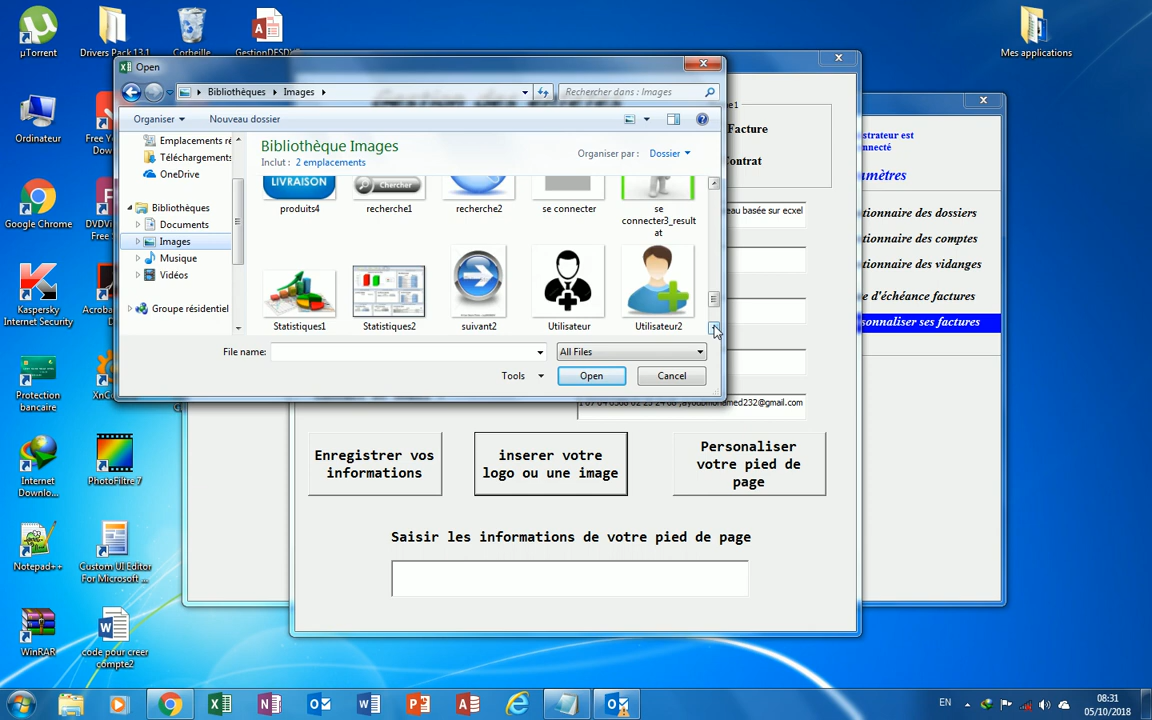 µTorrent
Drivers Pack 13.1
Corbeille
Mes applications
Ordinateur
Google Chrome
Kaspersky
Internet Security
Protection
bancaire
Internet
Downlo...
PhotoFiltre 7
Notepad++
Custom UI Editor
For Microsoft ...
WinRAR
code pour creer
compte2
Open
Bibliothèques
Images
Rechercher dans : Images
Organiser
Nouveau dossier
Emplacements ré
Téléchargements
OneDrive
Bibliothèques
Documents
Images
Musique
Vidéos
Groupe résidentiel
Bibliothèque Images
Inclut : 2 emplacements
Organiser par : Dossier
LIVRAISON
Chercher
produits4
recherche1
recherche2
se connecter
se
connecter3_result
at
Statistiques1
Statistiques2
suivant2
Utilisateur
Utilisateur2
File name:
All Files
Tools
Open
Cancel
Facture
eau basée sur ecxel
strateur est
tionnaire des dossiers
tionnaire des comptes
tionnaire des vidanges
e d'échéance factures
sonnaliser ses factures
Enregistrer vos
informations
inserer votre
logo ou une image
Personaliser
votre pied de
page
Saisir les informations de votre pied de page
EN
08:31
05/10/2018